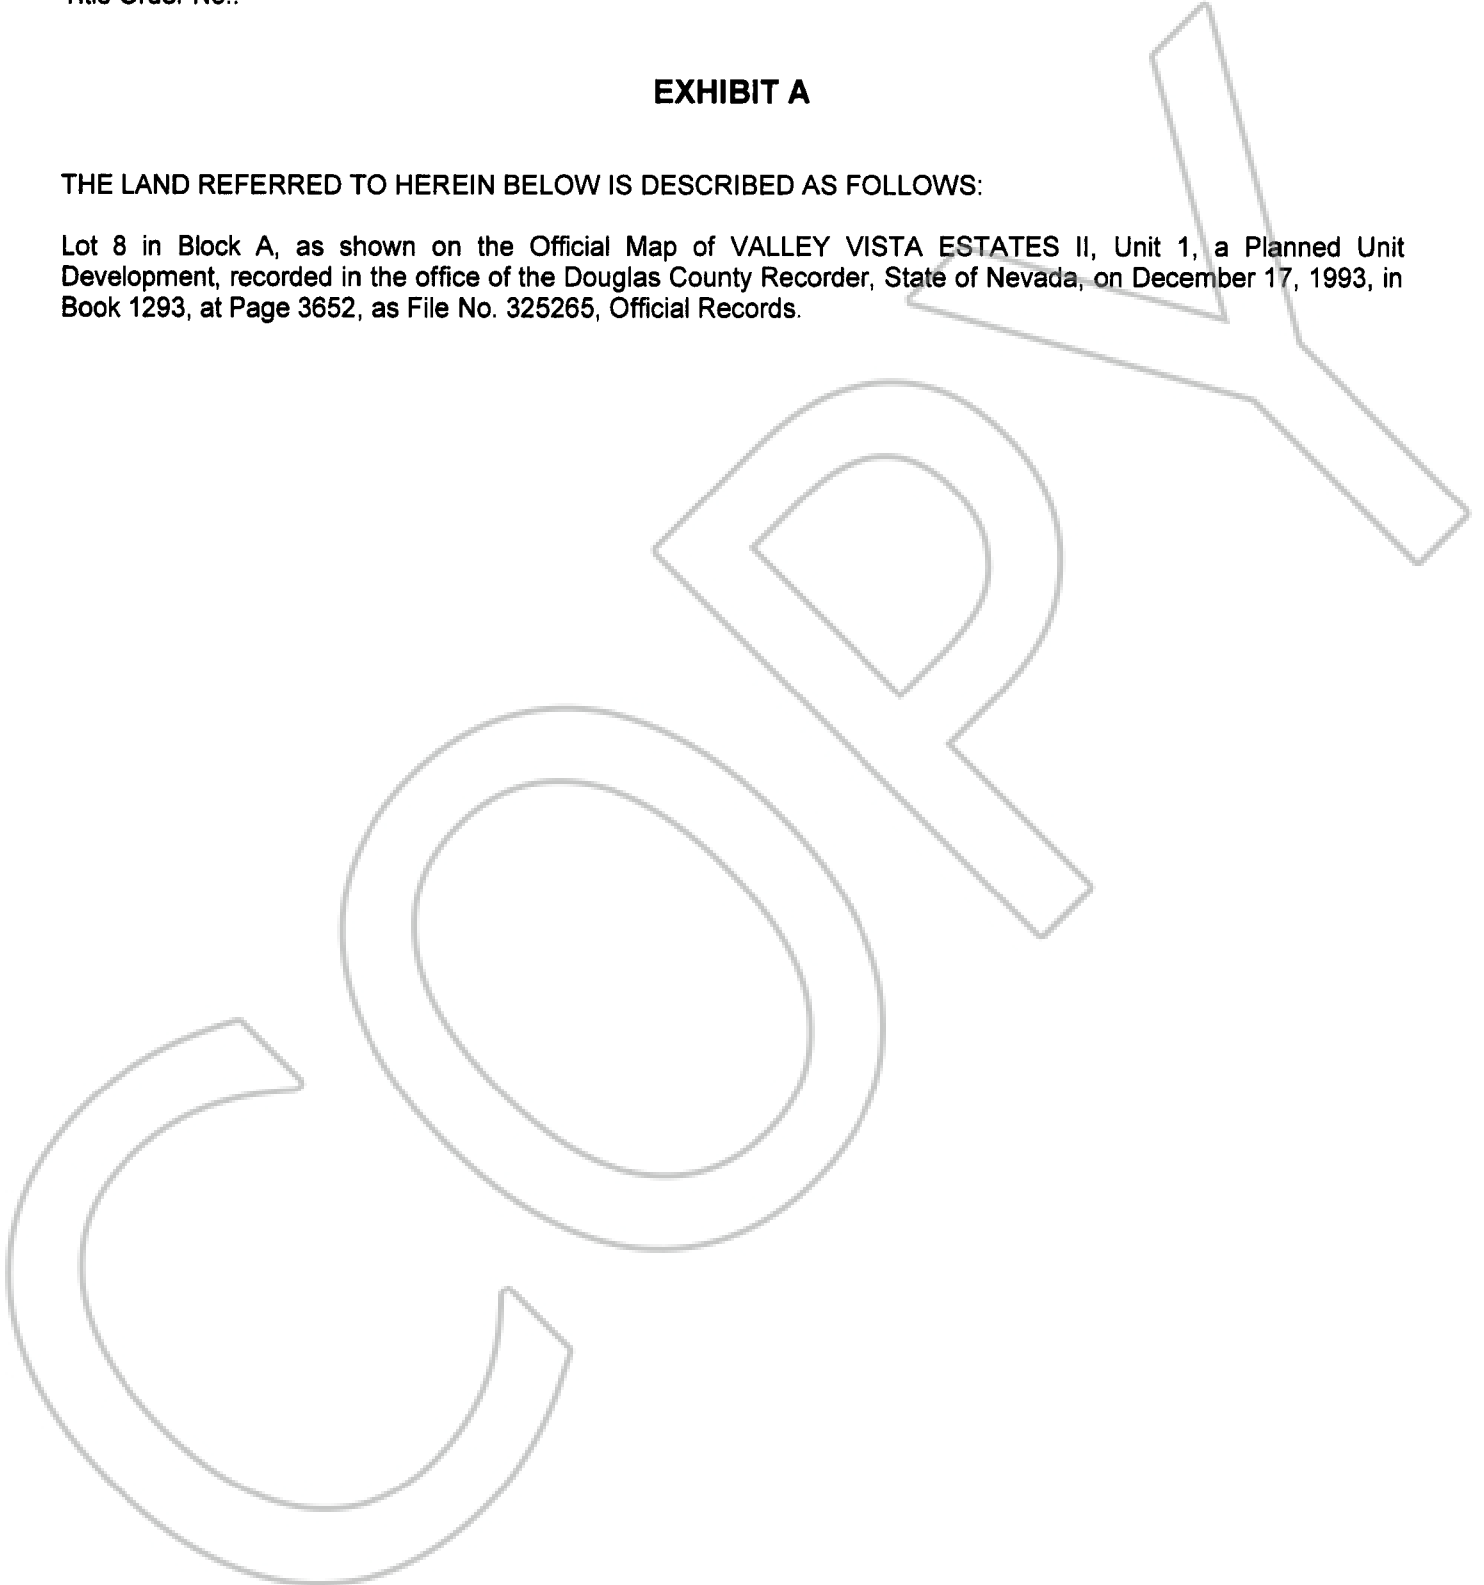 Title Order No.:
EXHIBIT A
THE LAND REFERRED TO HEREIN BELOW IS DESCRIBED AS FOLLOWS:
Lot 8 in Block A, as shown on the Official Map of VALLEY VISTA ESTATES II, Unit 1, a Planned Unit
Development, recorded in the office of the Douglas County Recorder, State of Nevada, on December 17, 1993, in
Book 1293, at Page 3652, as File No. 325265, Official Records.
COPY